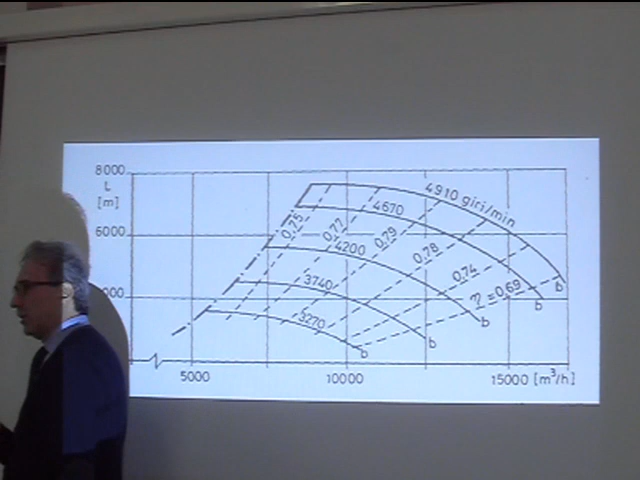 8000
L
[m]
6000
000
4910 giri/min
4670
4200
3740
3270
0.75
0.77
0.79
0.78
0.74
η = 0.69
b
b
b
b
b
5000
10000
15000 [m³/h]